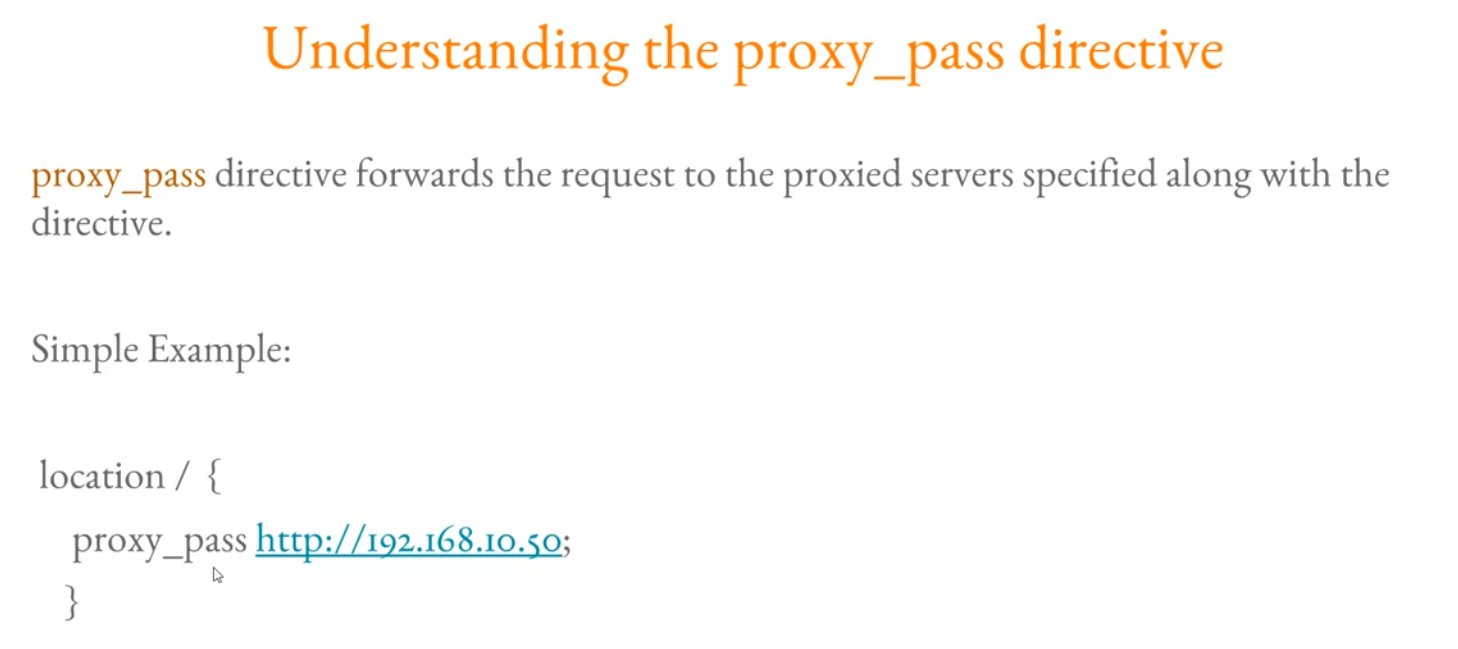 Understanding the proxy_pass directive
proxy_pass directive forwards the request to the proxied servers specified along with the
directive.
Simple Example:
location / {
proxy_pass http://192.168.10.50;
}